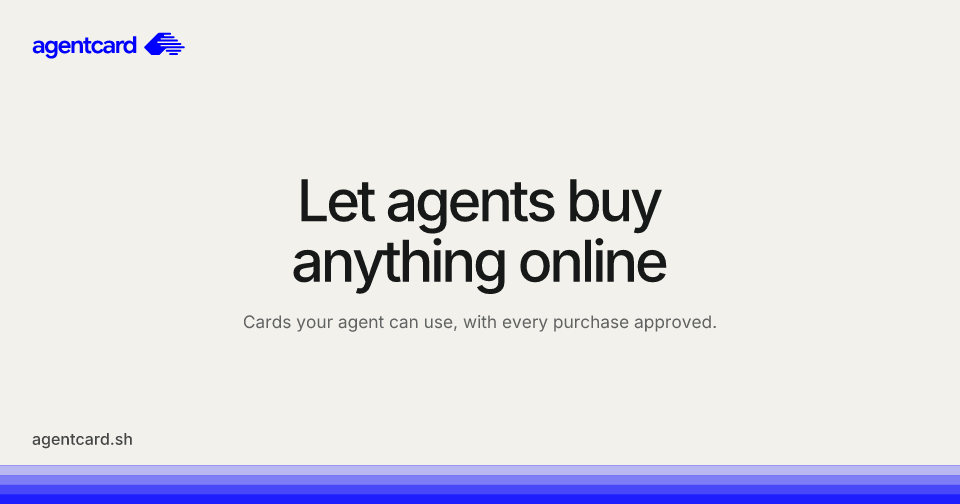 agentcard
Let agents buy
anything online
Cards your agent can use, with every purchase approved.
agentcard.sh